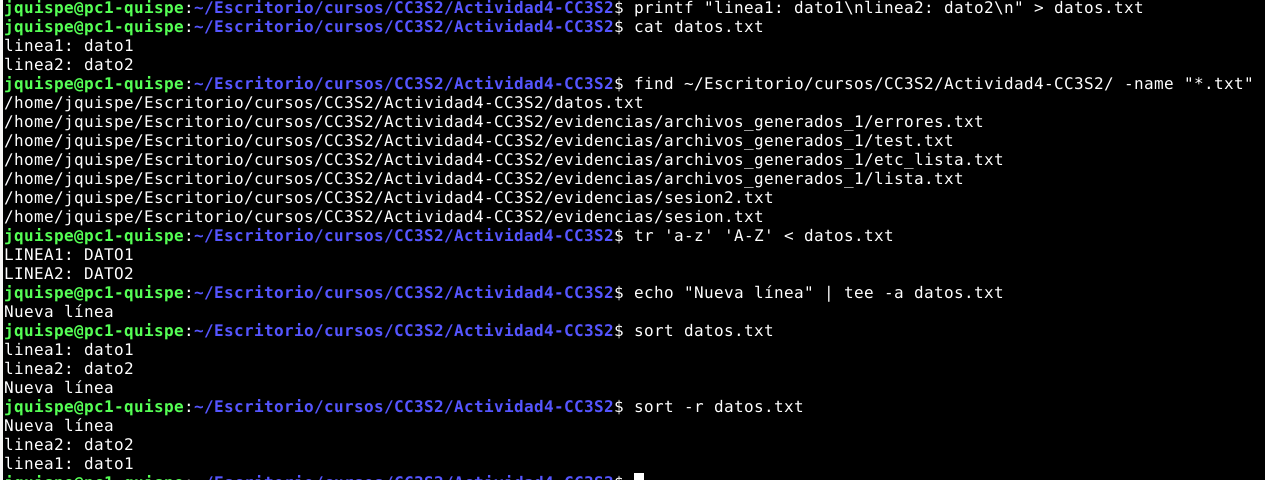 jquispe@pc1-quispe:~/Escritorio/cursos/CC3S2/Actividad4-CC3S2$ printf "linea1: dato1\nlinea2: dato2\n" > datos.txt
jquispe@pc1-quispe:~/Escritorio/cursos/CC3S2/Actividad4-CC3S2$ cat datos.txt
linea1: dato1
linea2: dato2
jquispe@pc1-quispe:~/Escritorio/cursos/CC3S2/Actividad4-CC3S2$ find ~/Escritorio/cursos/CC3S2/Actividad4-CC3S2/ -name "*.txt"
/home/jquispe/Escritorio/cursos/CC3S2/Actividad4-CC3S2/datos.txt
/home/jquispe/Escritorio/cursos/CC3S2/Actividad4-CC3S2/evidencias/archivos_generados_1/errores.txt
/home/jquispe/Escritorio/cursos/CC3S2/Actividad4-CC3S2/evidencias/archivos_generados_1/test.txt
/home/jquispe/Escritorio/cursos/CC3S2/Actividad4-CC3S2/evidencias/archivos_generados_1/etc_lista.txt
/home/jquispe/Escritorio/cursos/CC3S2/Actividad4-CC3S2/evidencias/archivos_generados_1/lista.txt
/home/jquispe/Escritorio/cursos/CC3S2/Actividad4-CC3S2/evidencias/sesion2.txt
/home/jquispe/Escritorio/cursos/CC3S2/Actividad4-CC3S2/evidencias/sesion.txt
jquispe@pc1-quispe:~/Escritorio/cursos/CC3S2/Actividad4-CC3S2$ tr 'a-z' 'A-Z' < datos.txt
LINEA1: DATO1
LINEA2: DATO2
jquispe@pc1-quispe:~/Escritorio/cursos/CC3S2/Actividad4-CC3S2$ echo "Nueva línea" | tee -a datos.txt
Nueva línea
jquispe@pc1-quispe:~/Escritorio/cursos/CC3S2/Actividad4-CC3S2$ sort datos.txt
linea1: dato1
linea2: dato2
Nueva línea
jquispe@pc1-quispe:~/Escritorio/cursos/CC3S2/Actividad4-CC3S2$ sort -r datos.txt
Nueva línea
linea2: dato2
linea1: dato1
jquispe@pc1-quispe:~/Escritorio/cursos/CC3S2/Actividad4-CC3S2$